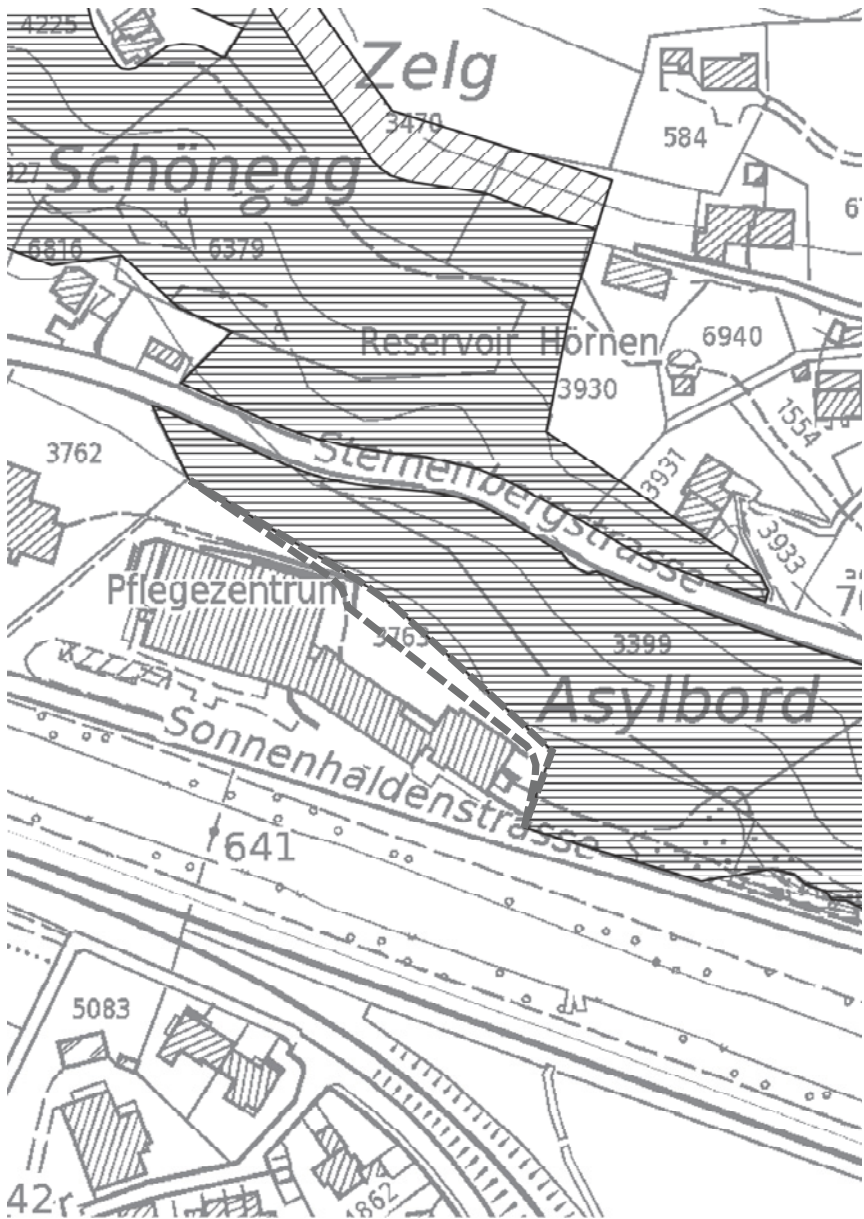 4225
Zelg
3470
584
Schönegg
6816
6379
Reservoir Hörnen
6940
3930
1554
3762
Sternenbergstrasse
3931
3933
Pflegezentrum
3763
3399
Asylbord
Sonnenhaldenstrasse
641
5083
4862